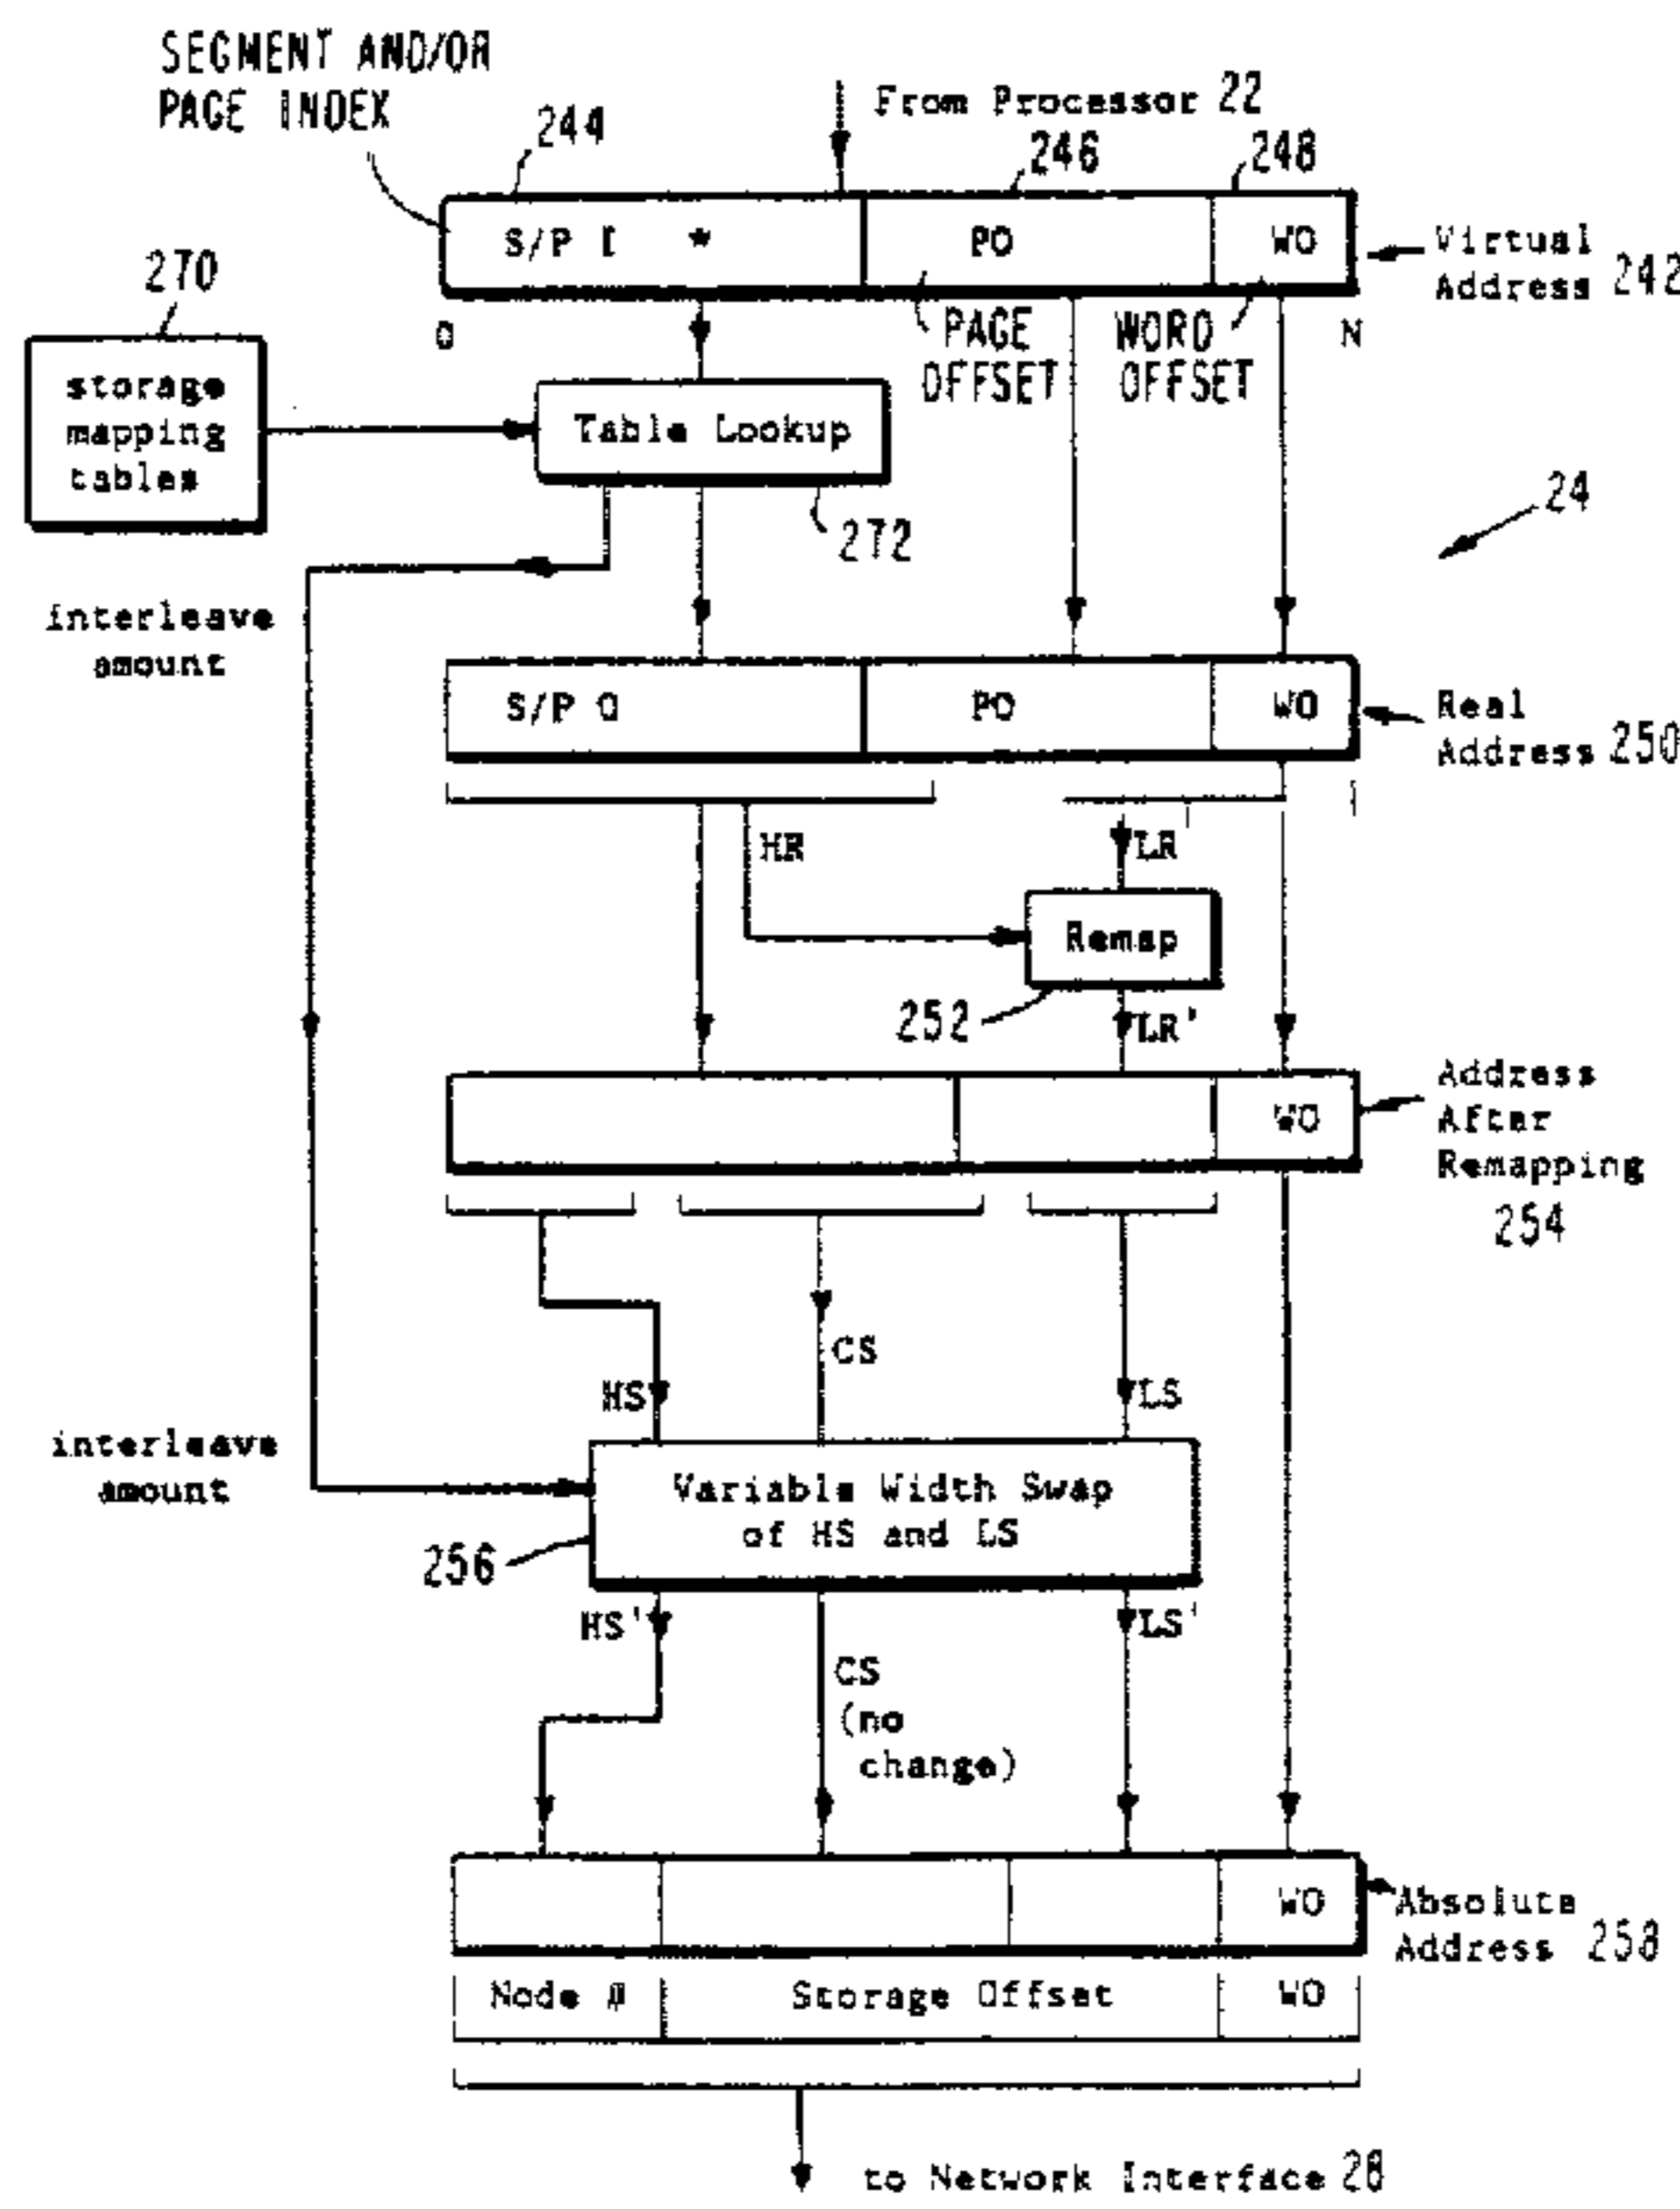 SEGMENT AND/OR
PAGE INDEX
244
From Processor 22
246
248
S/P I *
PO
WO
Virtual
Address 242
270
0
PAGE
OFFSET
WORD
OFFSET
N
storage
mapping
tables
Table Lookup
272
24
interleave
amount
S/P O
PO
WO
Real
Address 250
HR
LR
Remap
252
LR'
WO
Address
After
Remapping
254
CS
HS
LS
interleave
amount
Variable Width Swap
of HS and LS
256
HS'
LS'
CS
(no
change)
WO
Absolute
Address 258
Node #
Storage Offset
WO
to Network Interface 28